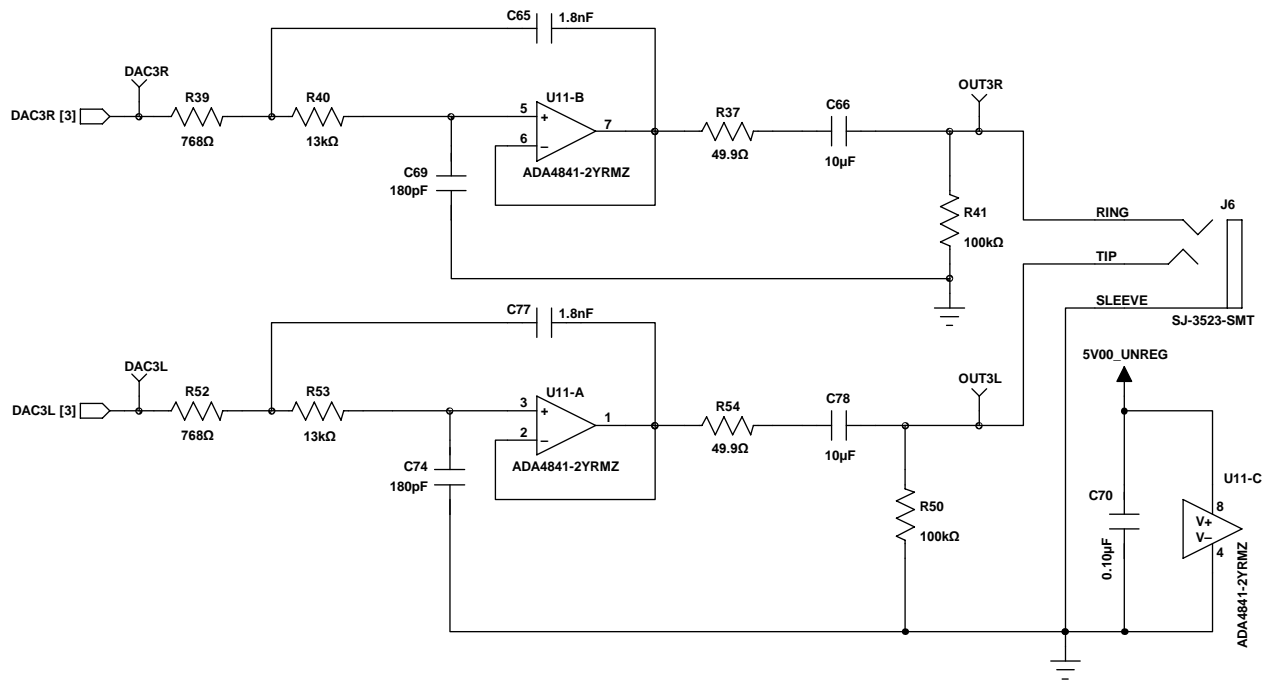 C65
1.8nF
DAC3R
DAC3R [3]
R39
768Ω
R40
13kΩ
U11-B
5
+
6
–
7
ADA4841-2YRMZ
C69
180pF
R37
49.9Ω
C66
10µF
OUT3R
R41
100kΩ
J6
RING
TIP
SLEEVE
SJ-3523-SMT
C77
1.8nF
DAC3L
DAC3L [3]
R52
768Ω
R53
13kΩ
U11-A
3
+
2
–
1
ADA4841-2YRMZ
C74
180pF
R54
49.9Ω
C78
10µF
OUT3L
R50
100kΩ
5V00_UNREG
C70
0.10µF
U11-C
8
V+
V–
4
ADA4841-2YRMZ